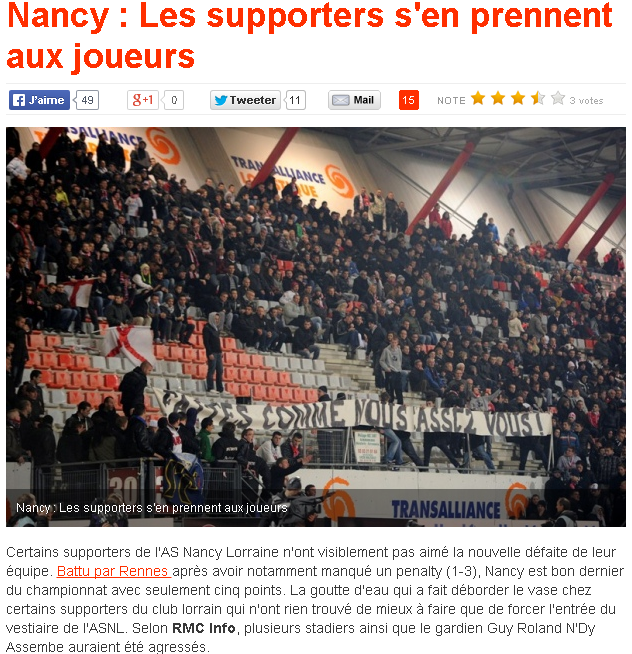 Nancy : Les supporters s'en prennent
aux joueurs
J'aime 49 g+1 0 Tweeter 11 Mail 15 NOTE 3 votes
TRANSALLIANCE
TRANSALLIANCE
LOGISTIQUE
FAITES COMME NOUS ASSEZ VOUS !
30
TRANSALLIANCE
Nancy : Les supporters s'en prennent aux joueurs
Certains supporters de l'AS Nancy Lorraine n'ont visiblement pas aimé la nouvelle défaite de leur
équipe. Battu par Rennes après avoir notamment manqué un penalty (1-3), Nancy est bon dernier
du championnat avec seulement cinq points. La goutte d'eau qui a fait déborder le vase chez
certains supporters du club lorrain qui n'ont rien trouvé de mieux à faire que de forcer l'entrée du
vestiaire de l'ASNL. Selon RMC Info, plusieurs stadiers ainsi que le gardien Guy Roland N'Dy
Assembe auraient été agressés.